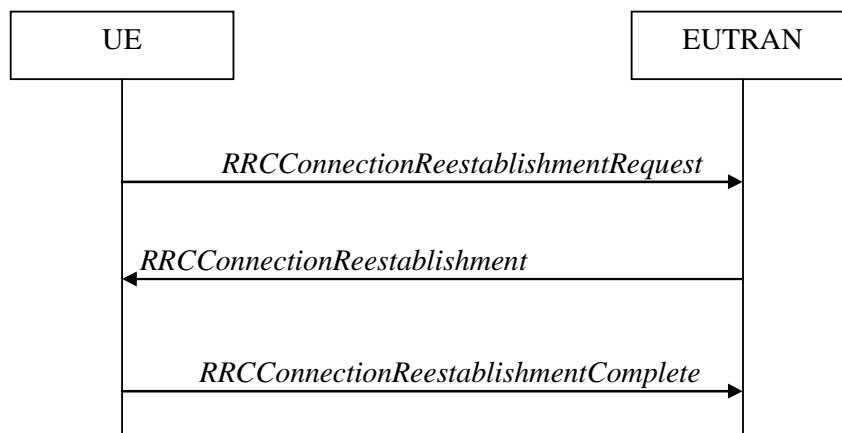 UE
EUTRAN
RRCConnectionReestablishmentRequest
RRCConnectionReestablishment
RRCConnectionReestablishmentComplete